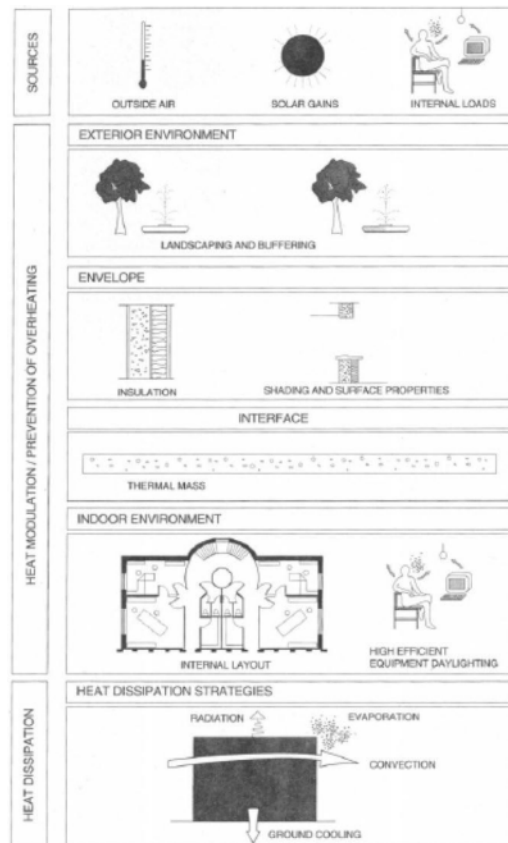 SOURCES
OUTSIDE AIR
SOLAR GAINS
INTERNAL LOADS
HEAT MODULATION / PREVENTION OF OVERHEATING
EXTERIOR ENVIRONMENT
LANDSCAPING AND BUFFERING
ENVELOPE
INSULATION
SHADING AND SURFACE PROPERTIES
INTERFACE
THERMAL MASS
INDOOR ENVIRONMENT
INTERNAL LAYOUT
HIGH EFFICIENT
EQUIPMENT DAYLIGHTING
HEAT DISSIPATION
HEAT DISSIPATION STRATEGIES
RADIATION
EVAPORATION
CONVECTION
GROUND COOLING